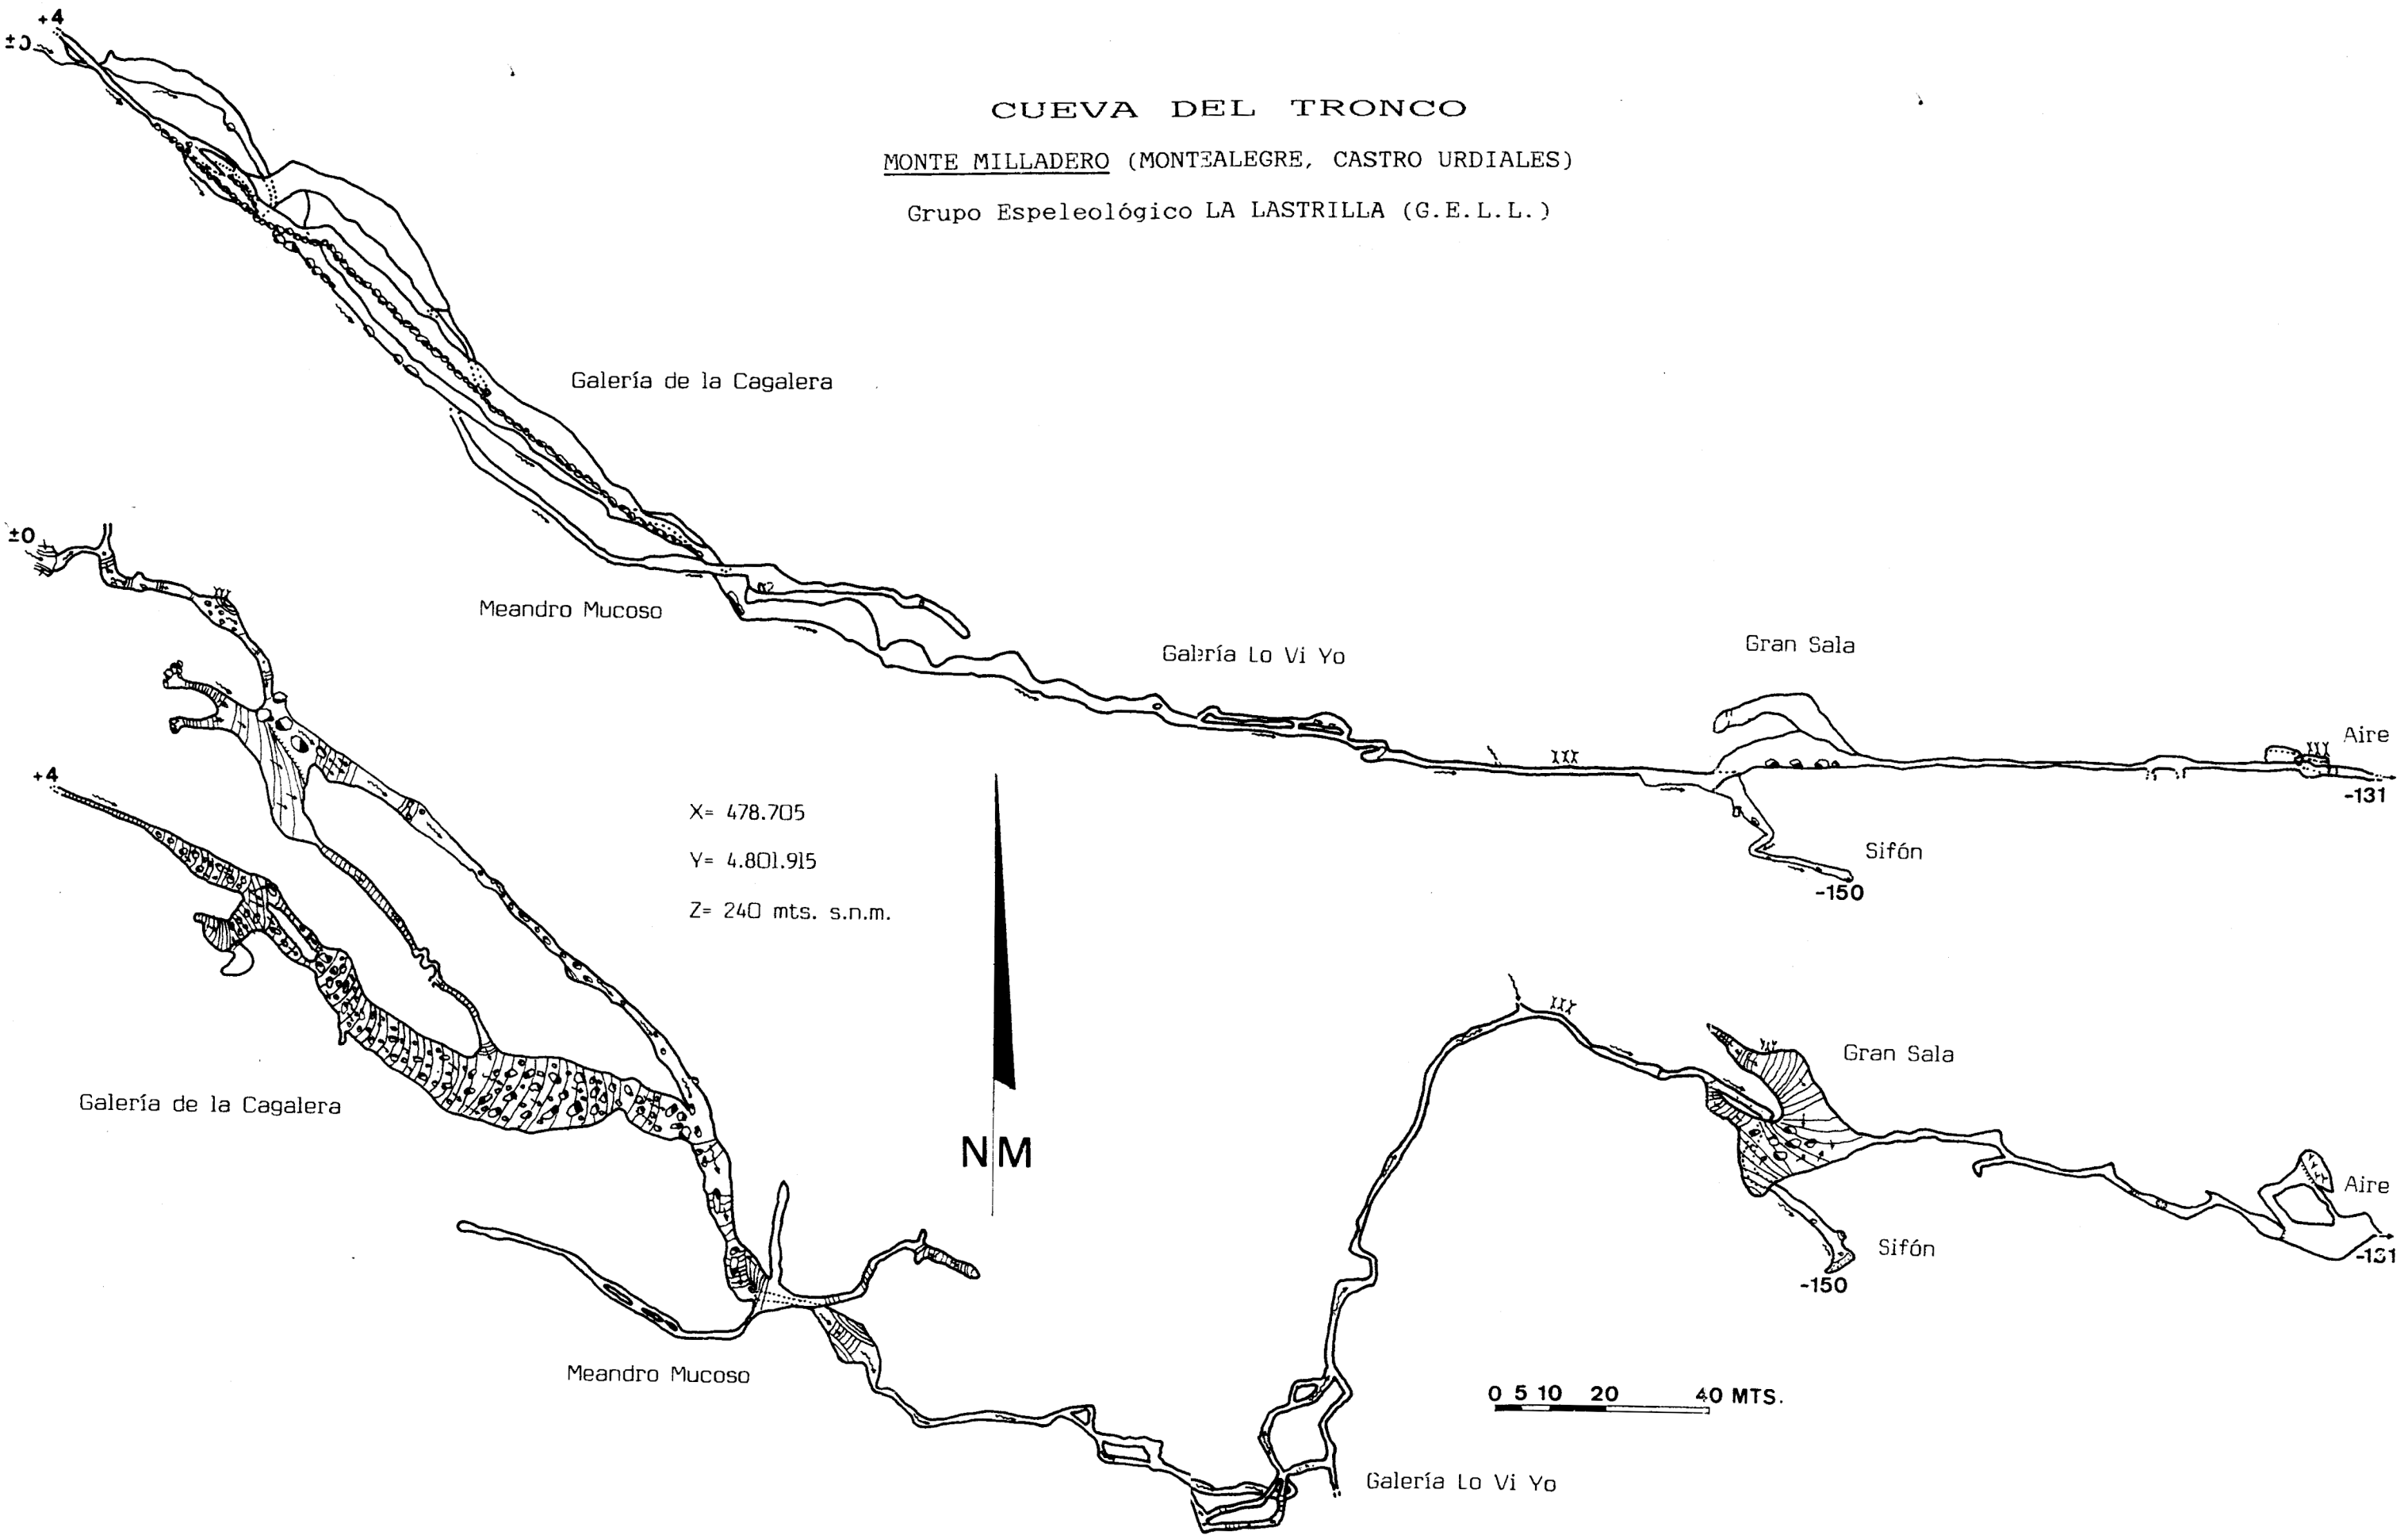 +4
±0
CUEVA DEL TRONCO
MONTE MILLADERO (MONTEALEGRE, CASTRO URDIALES)
Grupo Espeleológico LA LASTRILLA (G.E.L.L.)
Galería de la Cagalera
±0
Meandro Mucoso
Galería Lo Vi Yo
Gran Sala
Aire
-131
Sifón
-150
+4
X= 478.705
Y= 4.801.915
Z= 240 mts. s.n.m.
Galería de la Cagalera
NM
Gran Sala
Aire
-131
Sifón
-150
Meandro Mucoso
0 5 10 20 40 MTS.
Galería Lo Vi Yo